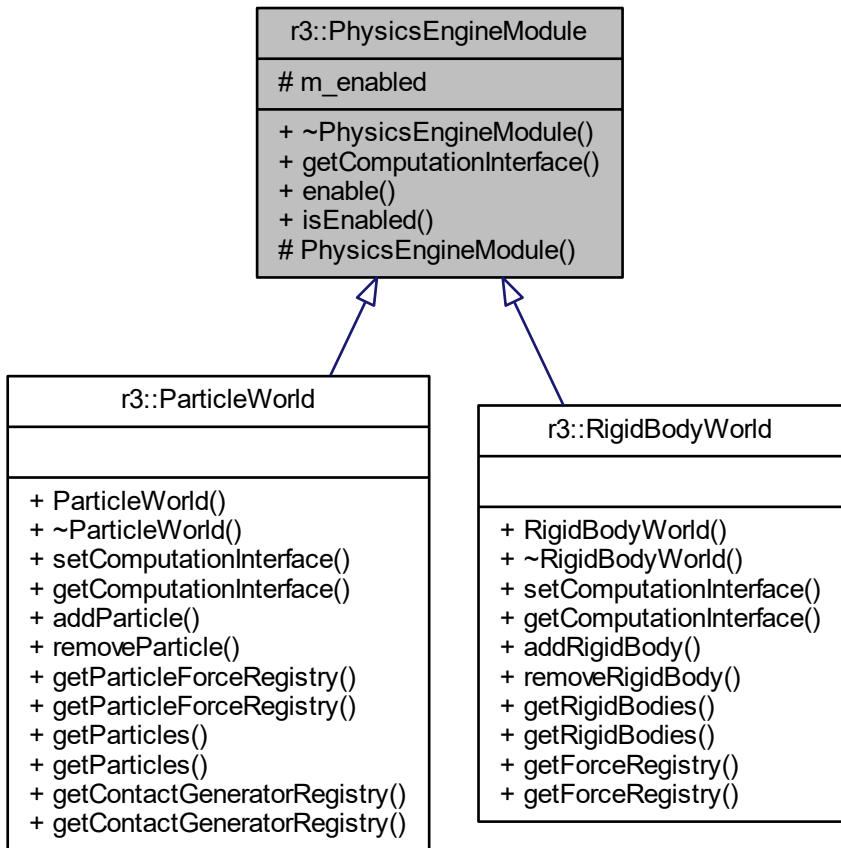 r3::PhysicsEngineModule
# m_enabled
+ ~PhysicsEngineModule()
+ getComputationInterface()
+ enable()
+ isEnabled()
# PhysicsEngineModule()
r3::ParticleWorld
+ ParticleWorld()
+ ~ParticleWorld()
+ setComputationInterface()
+ getComputationInterface()
+ addParticle()
+ removeParticle()
+ getParticleForceRegistry()
+ getParticleForceRegistry()
+ getParticles()
+ getParticles()
+ getContactGeneratorRegistry()
+ getContactGeneratorRegistry()
r3::RigidBodyWorld
+ RigidBodyWorld()
+ ~RigidBodyWorld()
+ setComputationInterface()
+ getComputationInterface()
+ addRigidBody()
+ removeRigidBody()
+ getRigidBodies()
+ getRigidBodies()
+ getForceRegistry()
+ getForceRegistry()